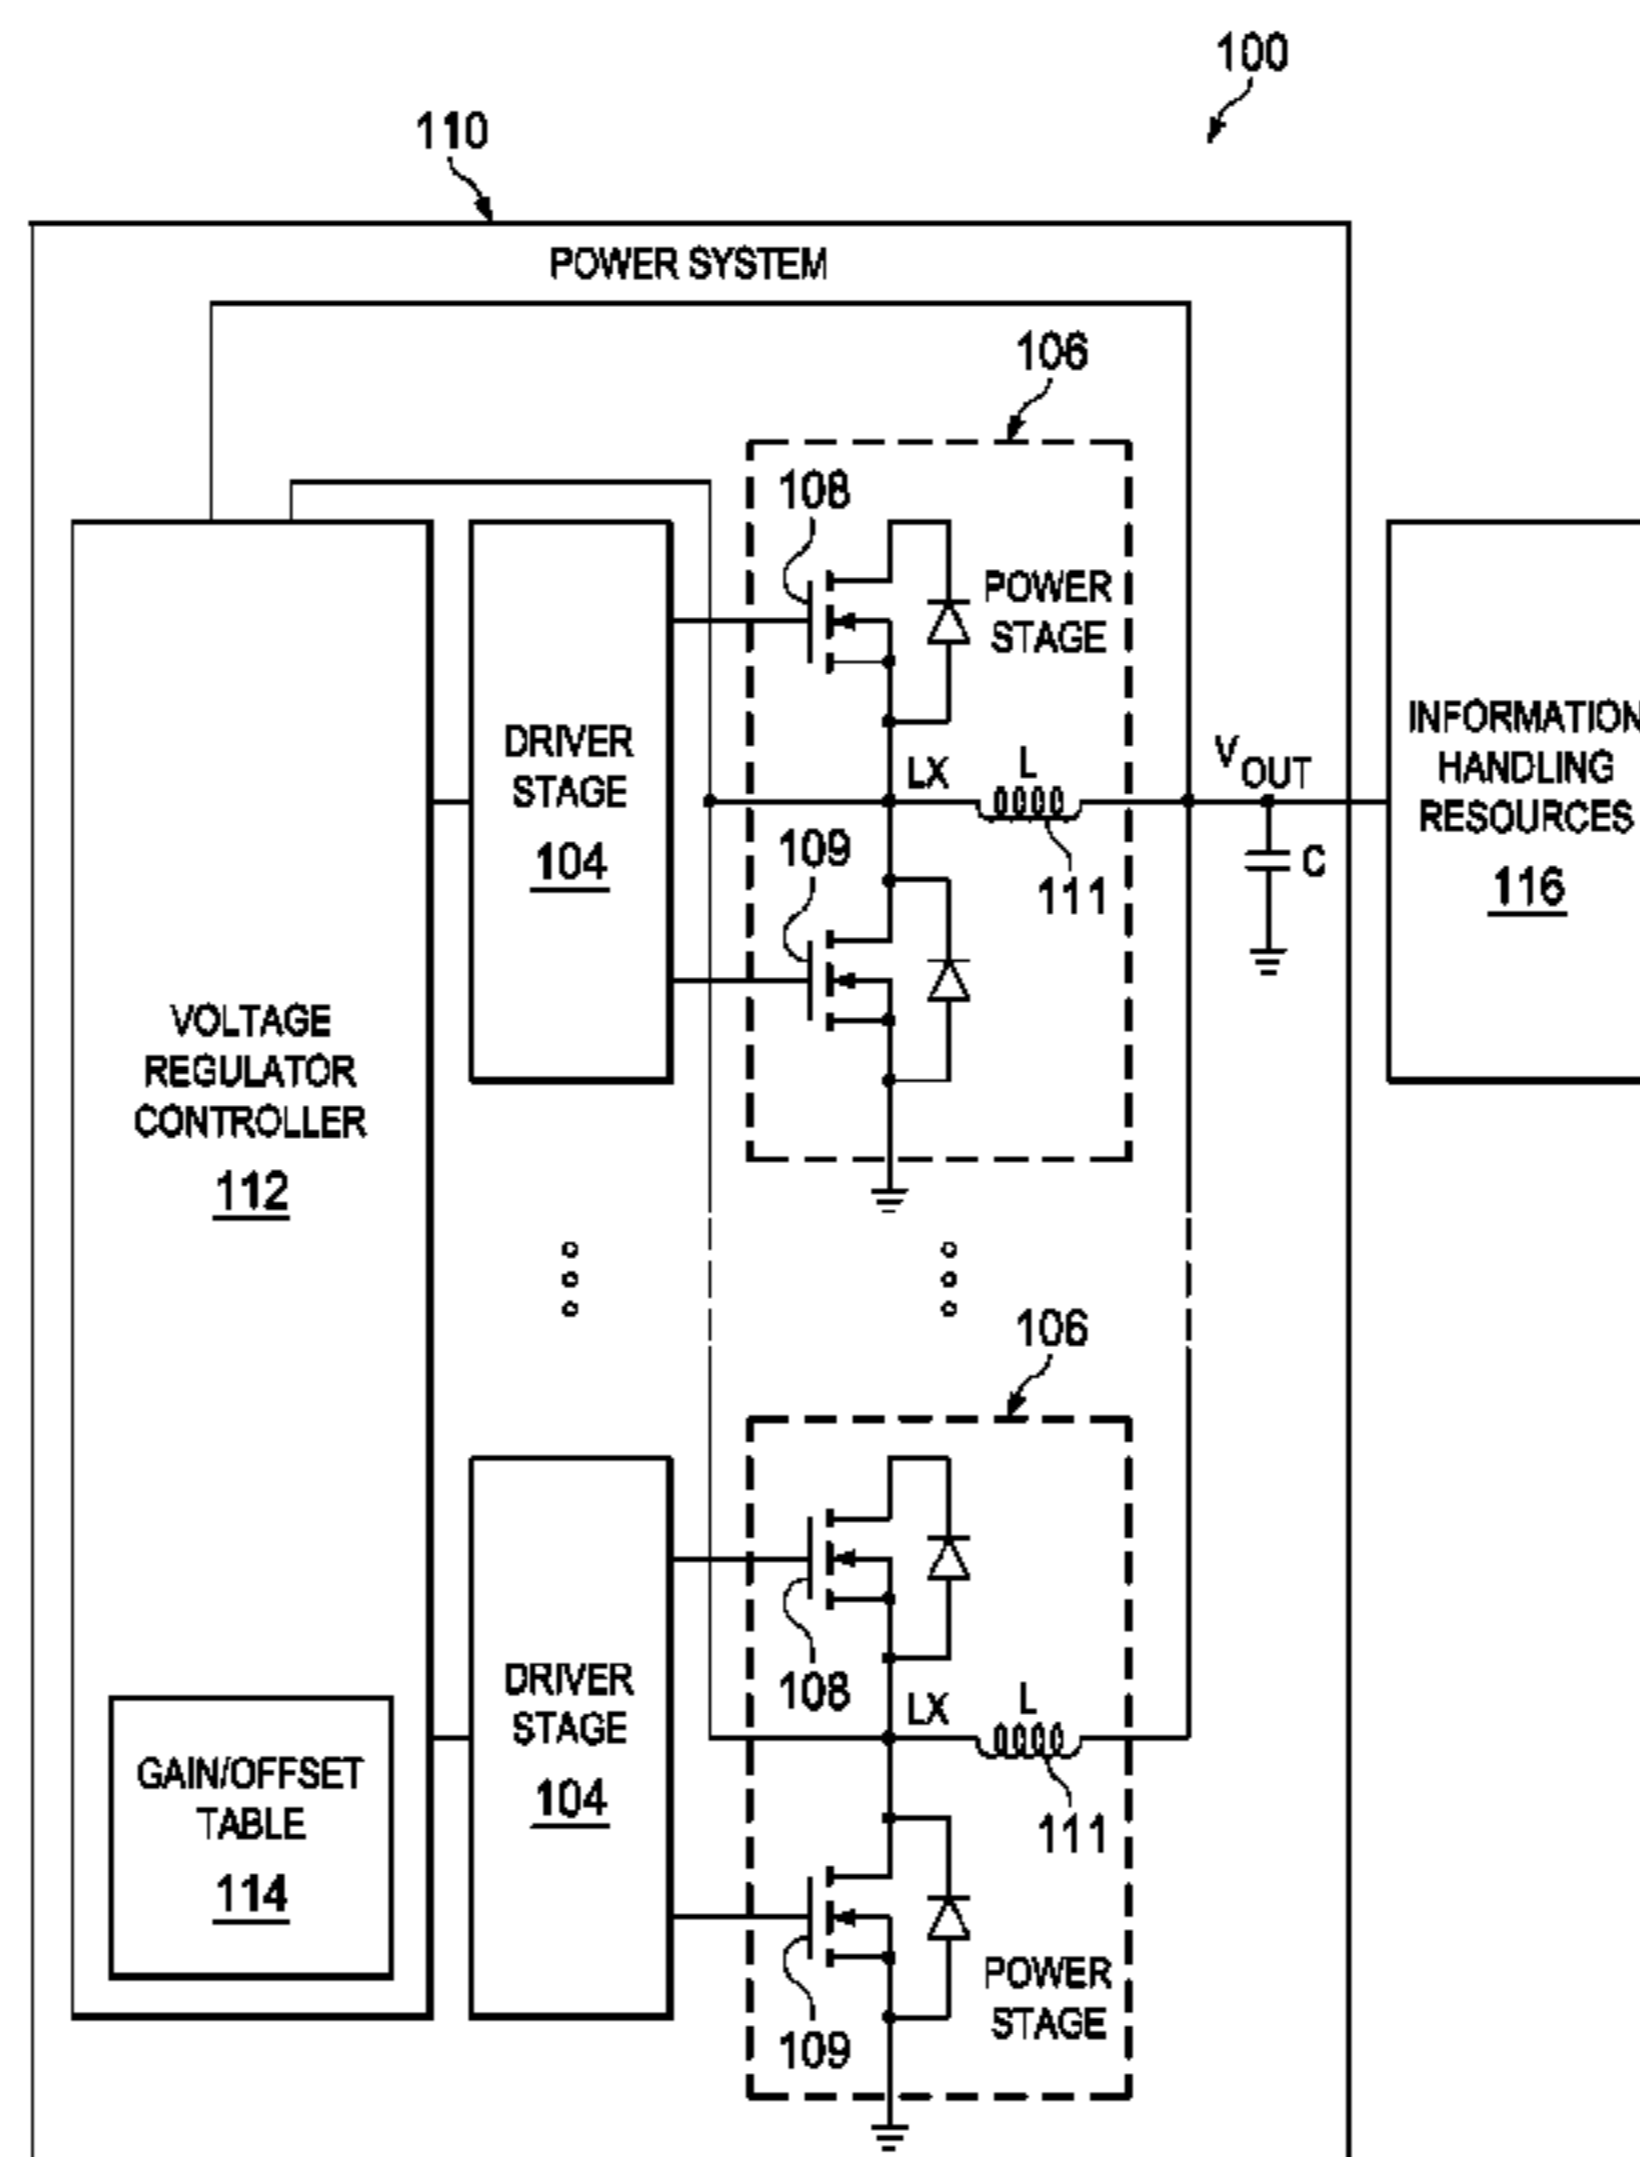 100
110
POWER SYSTEM
106
108
POWER
STAGE
DRIVER
STAGE
104
LX
L
V
OUT
INFORMATION
HANDLING
RESOURCES
116
109
111
C
VOLTAGE
REGULATOR
CONTROLLER
112
106
DRIVER
STAGE
104
108
LX
L
GAIN/OFFSET
TABLE
114
111
POWER
STAGE
109